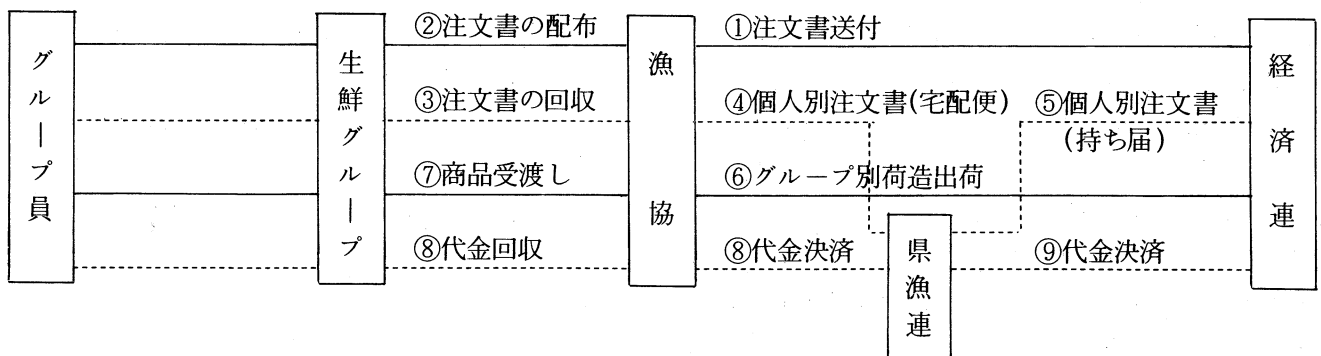 グループ員
生鮮グループ
漁協
経済連
②注文書の配布
①注文書送付
③注文書の回収
④個人別注文書(宅配便)
⑤個人別注文書
(持ち届)
⑦商品受渡し
⑥グループ別荷造出荷
⑧代金回収
⑧代金決済
県漁連
⑨代金決済